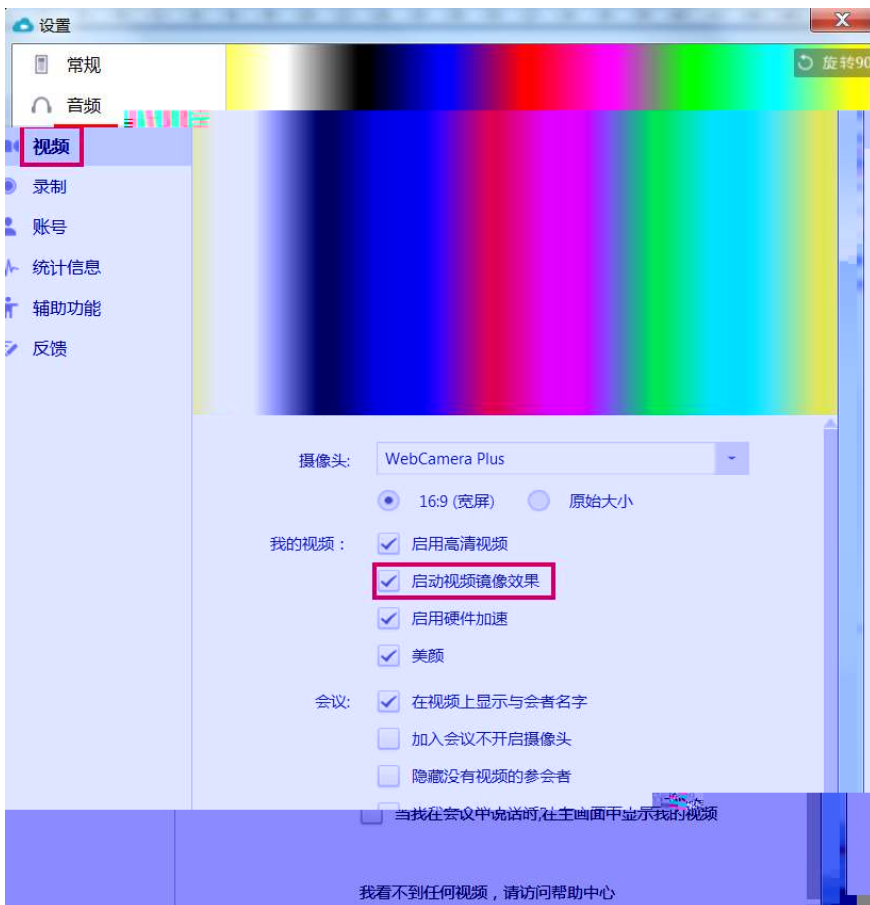 设置
常规
旋转90
音频
视频
录制
账号
统计信息
辅助功能
反馈
摄像头: WebCamera Plus
16:9 (宽屏) 原始大小
我的视频： 启用高清视频
启动视频镜像效果
启用硬件加速
美颜
会议: 在视频上显示与会者名字
加入会议不开启摄像头
隐藏没有视频的参会者
当我在会议中说话时,在主画面中显示我的视频
我看不到任何视频，请访问帮助中心